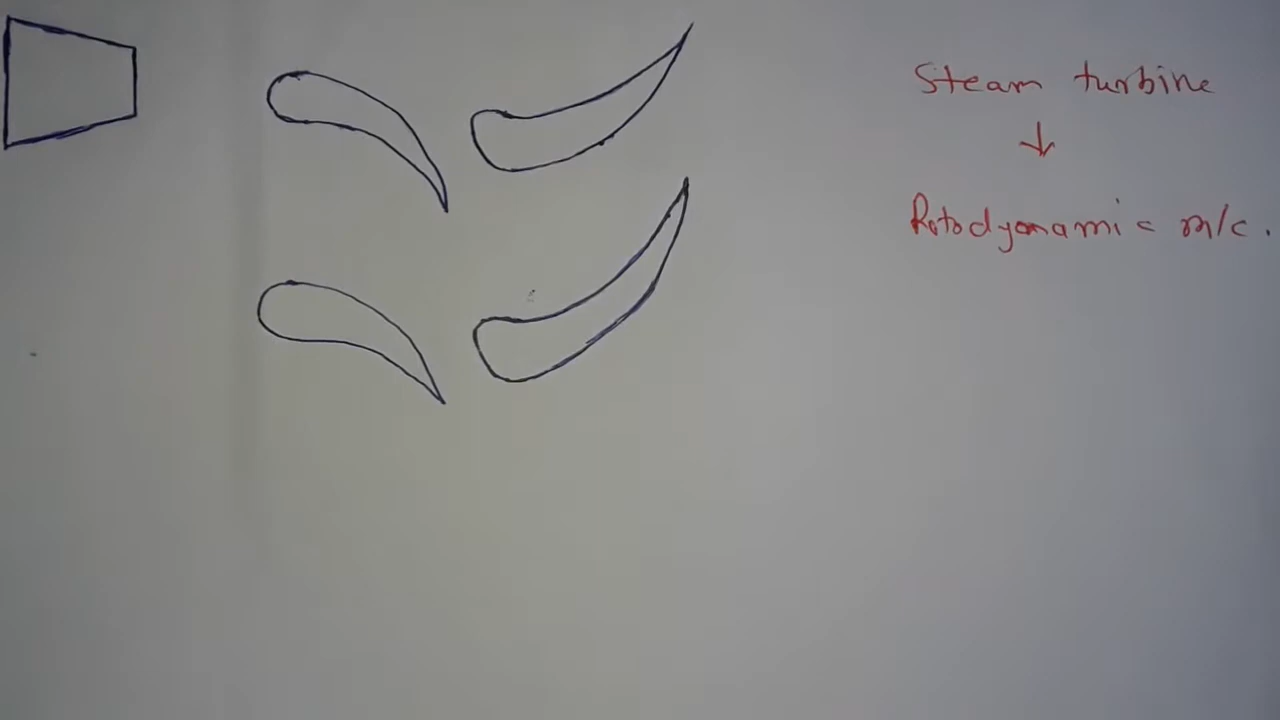 Steam turbine
↓
Rotodynamic m/c.